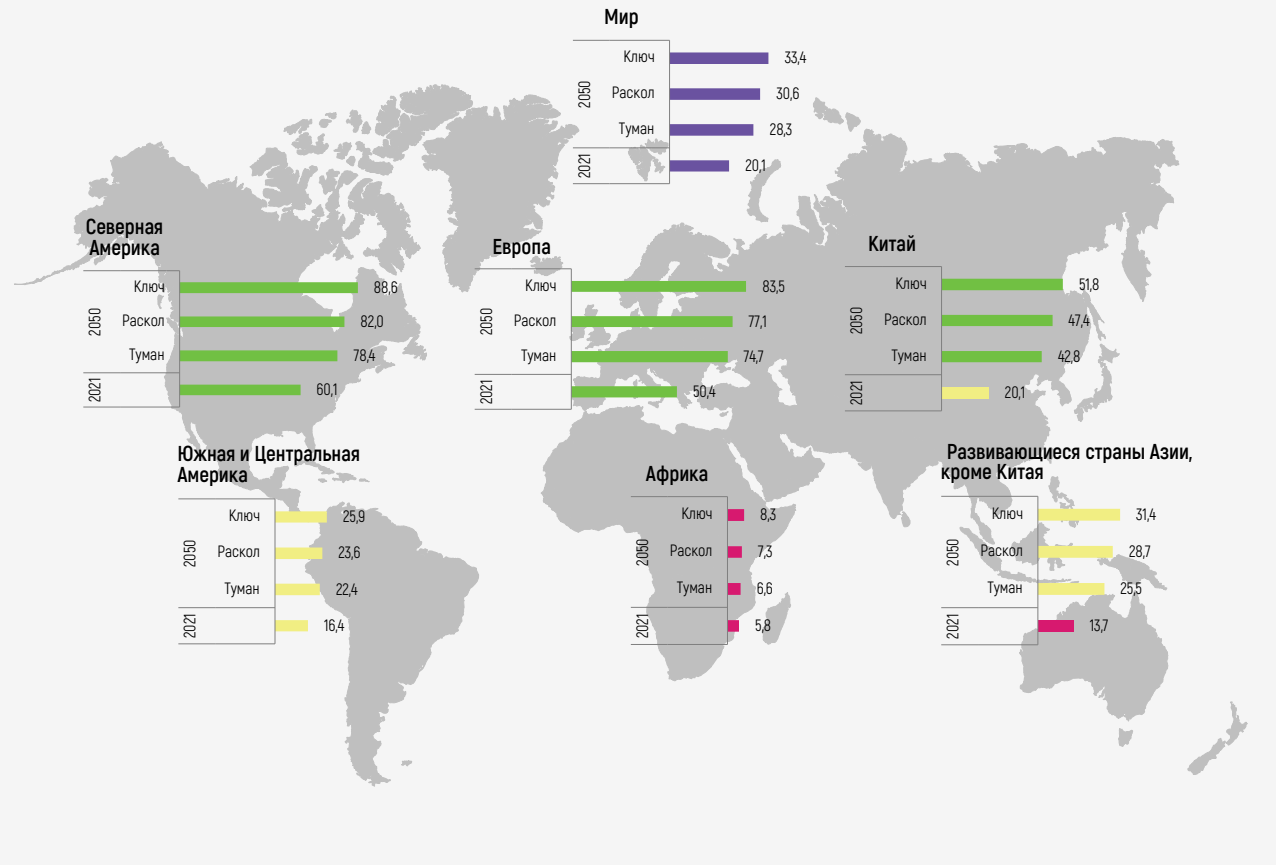 Мир
2050
Ключ 33,4
Раскол 30,6
Туман 28,3
2021 20,1
Северная
Америка
2050
Ключ 88,6
Раскол 82,0
Туман 78,4
2021 60,1
Европа
2050
Ключ 83,5
Раскол 77,1
Туман 74,7
2021 50,4
Китай
2050
Ключ 51,8
Раскол 47,4
Туман 42,8
2021 20,1
Южная и Центральная
Америка
2050
Ключ 25,9
Раскол 23,6
Туман 22,4
2021 16,4
Африка
2050
Ключ 8,3
Раскол 7,3
Туман 6,6
2021 5,8
Развивающиеся страны Азии,
кроме Китая
2050
Ключ 31,4
Раскол 28,7
Туман 25,5
2021 13,7